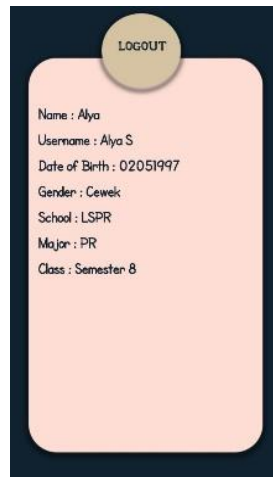 LOGOUT
Name : Alya
Username : Alya S
Date of Birth : 02051997
Gender : Cewek
School : LSPR
Major : PR
Class : Semester 8